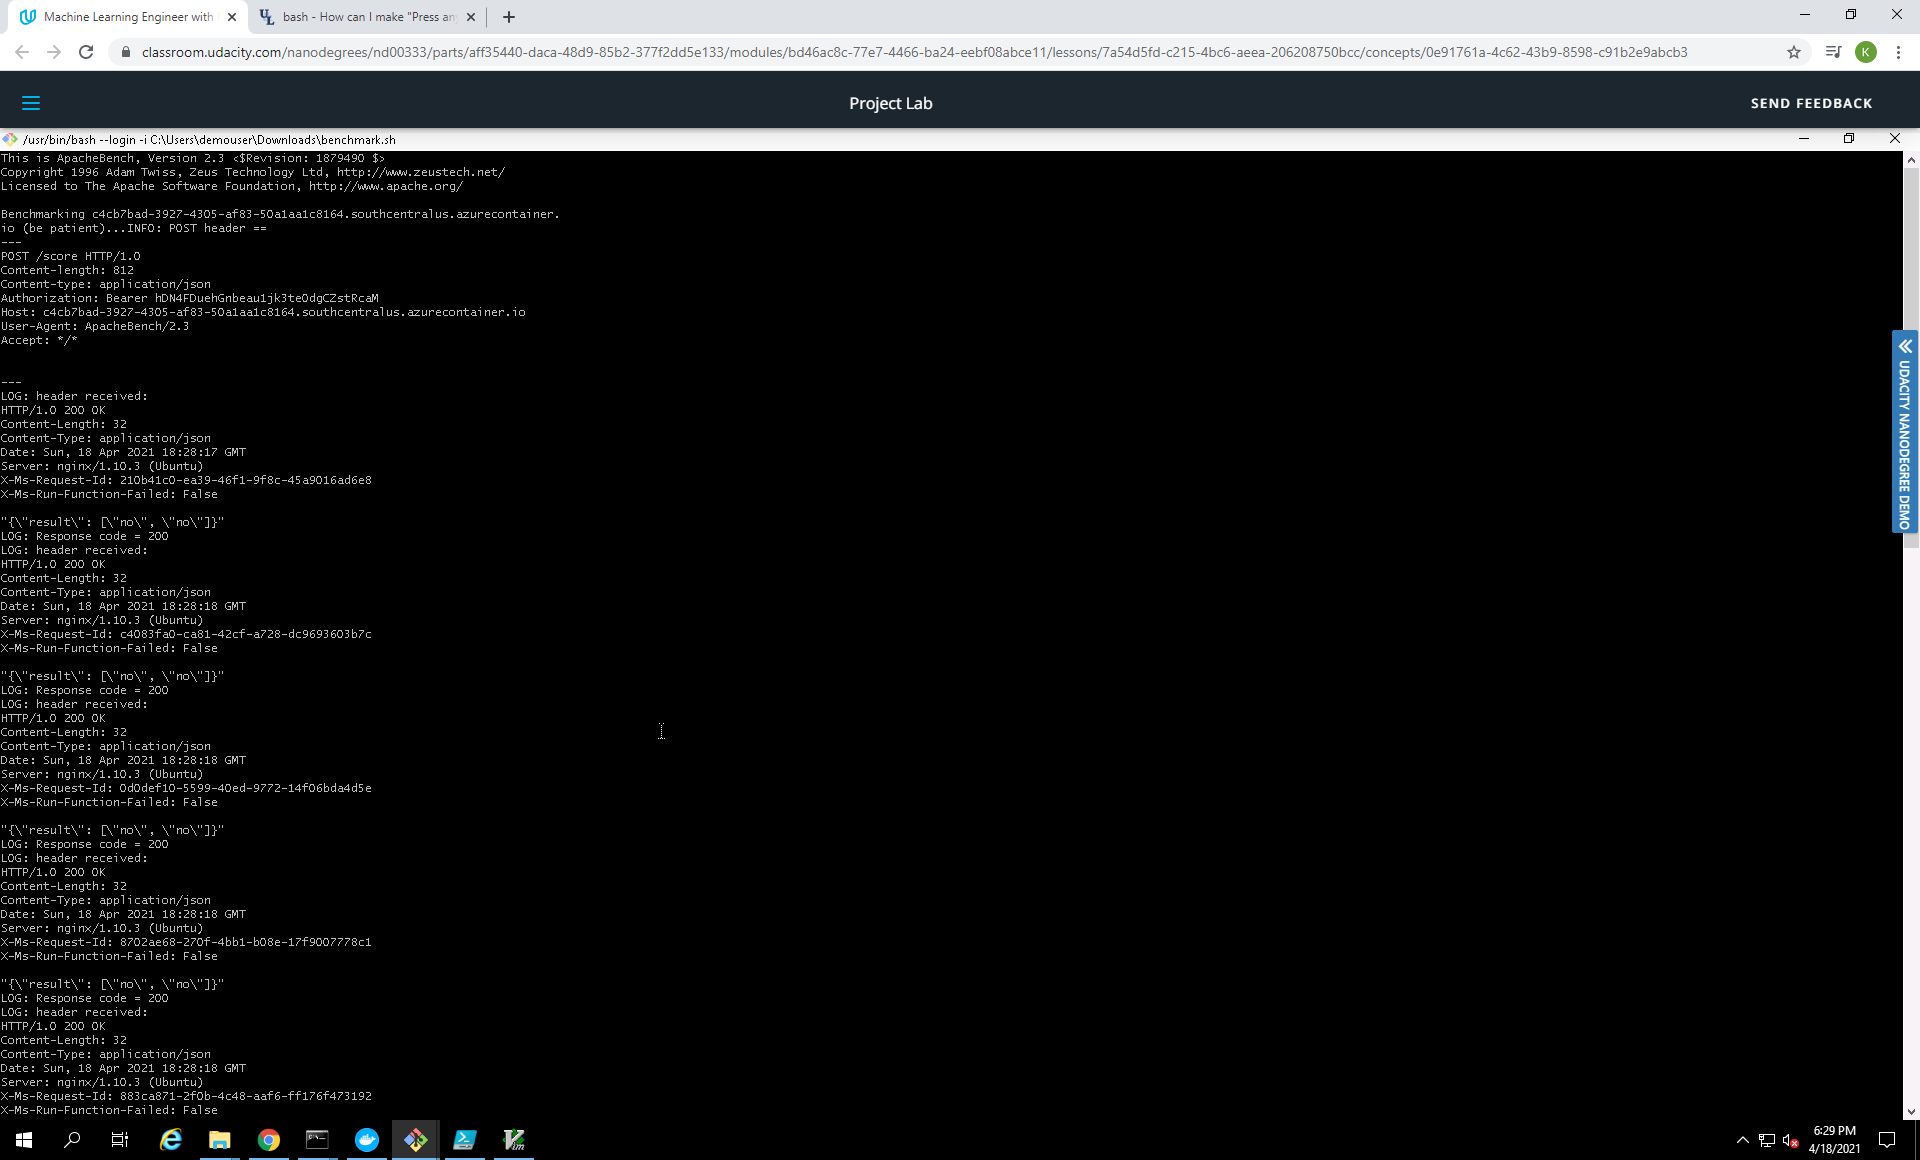 Machine Learning Engineer with
bash - How can I make "Press an
classroom.udacity.com/nanodegrees/nd00333/parts/aff35440-daca-48d9-85b2-377f2dd5e133/modules/bd46ac8c-77e7-4466-ba24-eebf08abce11/lessons/7a54d5fd-c215-4bc6-aeea-206208750bcc/concepts/0e91761a-4c62-43b9-8598-c91b2e9abcb3
K
Project Lab
SEND FEEDBACK
/usr/bin/bash --login -i C:\Users\demouser\Downloads\benchmark.sh
This is ApacheBench, Version 2.3 <$Revision: 1879490 $>
Copyright 1996 Adam Twiss, Zeus Technology Ltd, http://www.zeustech.net/
Licensed to The Apache Software Foundation, http://www.apache.org/
Benchmarking c4cb7bad-3927-4305-af83-50a1aa1c8164.southcentralus.azurecontainer.
io (be patient)...INFO: POST header ==
---
POST /score HTTP/1.0
Content-length: 812
Content-type: application/json
Authorization: Bearer hDN4FDuehGnbeau1jk3teOdgCZstRcaM
Host: c4cb7bad-3927-4305-af83-50a1aa1c8164.southcentralus.azurecontainer.io
User-Agent: ApacheBench/2.3
Accept: */*
---
LOG: header received:
HTTP/1.0 200 OK
Content-Length: 32
Content-Type: application/json
Date: Sun, 18 Apr 2021 18:28:17 GMT
Server: nginx/1.10.3 (Ubuntu)
X-Ms-Request-Id: 210b41c0-ea39-46f1-9f8c-45a9016ad6e8
X-Ms-Run-Function-Failed: False
"{\"result\": [\"no\", \"no\"]}"
LOG: Response code = 200
LOG: header received:
HTTP/1.0 200 OK
Content-Length: 32
Content-Type: application/json
Date: Sun, 18 Apr 2021 18:28:18 GMT
Server: nginx/1.10.3 (Ubuntu)
X-Ms-Request-Id: c4083fa0-ca81-42cf-a728-dc9693603b7c
X-Ms-Run-Function-Failed: False
"{\"result\": [\"no\", \"no\"]}"
LOG: Response code = 200
LOG: header received:
HTTP/1.0 200 OK
Content-Length: 32
Content-Type: application/json
Date: Sun, 18 Apr 2021 18:28:18 GMT
Server: nginx/1.10.3 (Ubuntu)
X-Ms-Request-Id: 0d0def10-5599-40ed-9772-14f06bda4d5e
X-Ms-Run-Function-Failed: False
"{\"result\": [\"no\", \"no\"]}"
LOG: Response code = 200
LOG: header received:
HTTP/1.0 200 OK
Content-Length: 32
Content-Type: application/json
Date: Sun, 18 Apr 2021 18:28:18 GMT
Server: nginx/1.10.3 (Ubuntu)
X-Ms-Request-Id: 8702ae68-270f-4bb1-b08e-17f9007778c1
X-Ms-Run-Function-Failed: False
"{\"result\": [\"no\", \"no\"]}"
LOG: Response code = 200
LOG: header received:
HTTP/1.0 200 OK
Content-Length: 32
Content-Type: application/json
Date: Sun, 18 Apr 2021 18:28:18 GMT
Server: nginx/1.10.3 (Ubuntu)
X-Ms-Request-Id: 883ca871-2f0b-4c48-aaf6-ff176f473192
X-Ms-Run-Function-Failed: False
UDACITY NANODEGREE DEMO
6:29 PM
4/18/2021